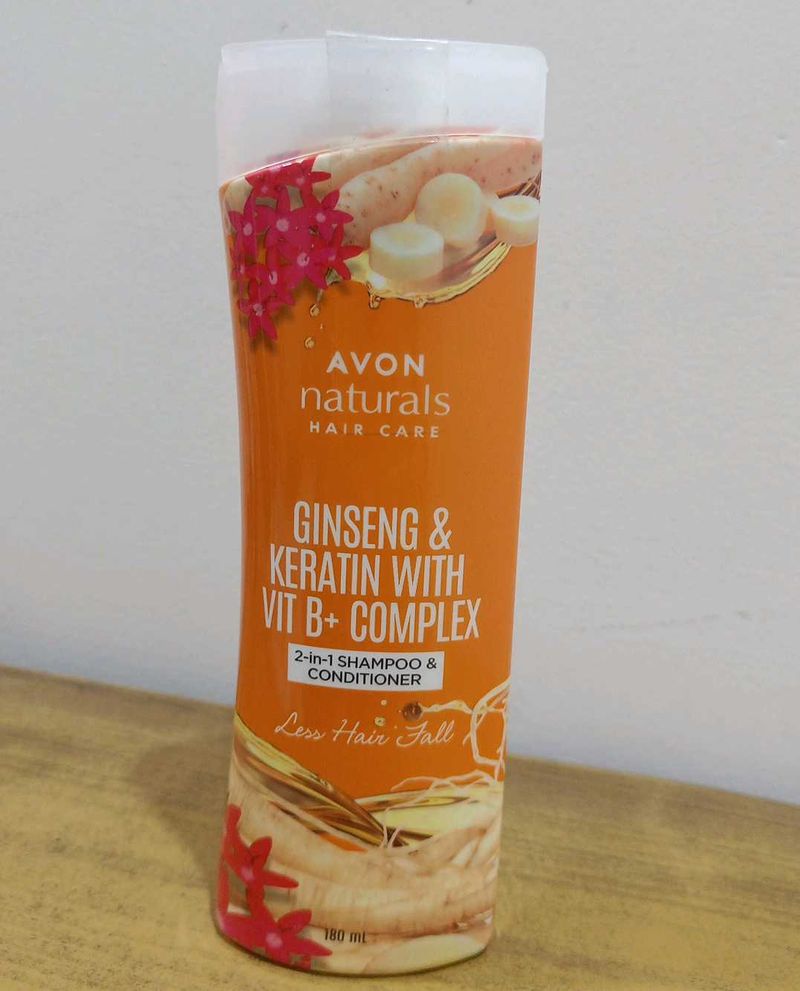 AVON
naturals
HAIR CARE
GINSENG &
KERATIN WITH
VIT B+ COMPLEX
2-in-1 SHAMPOO &
CONDITIONER
Less Hair Fall
180 mL